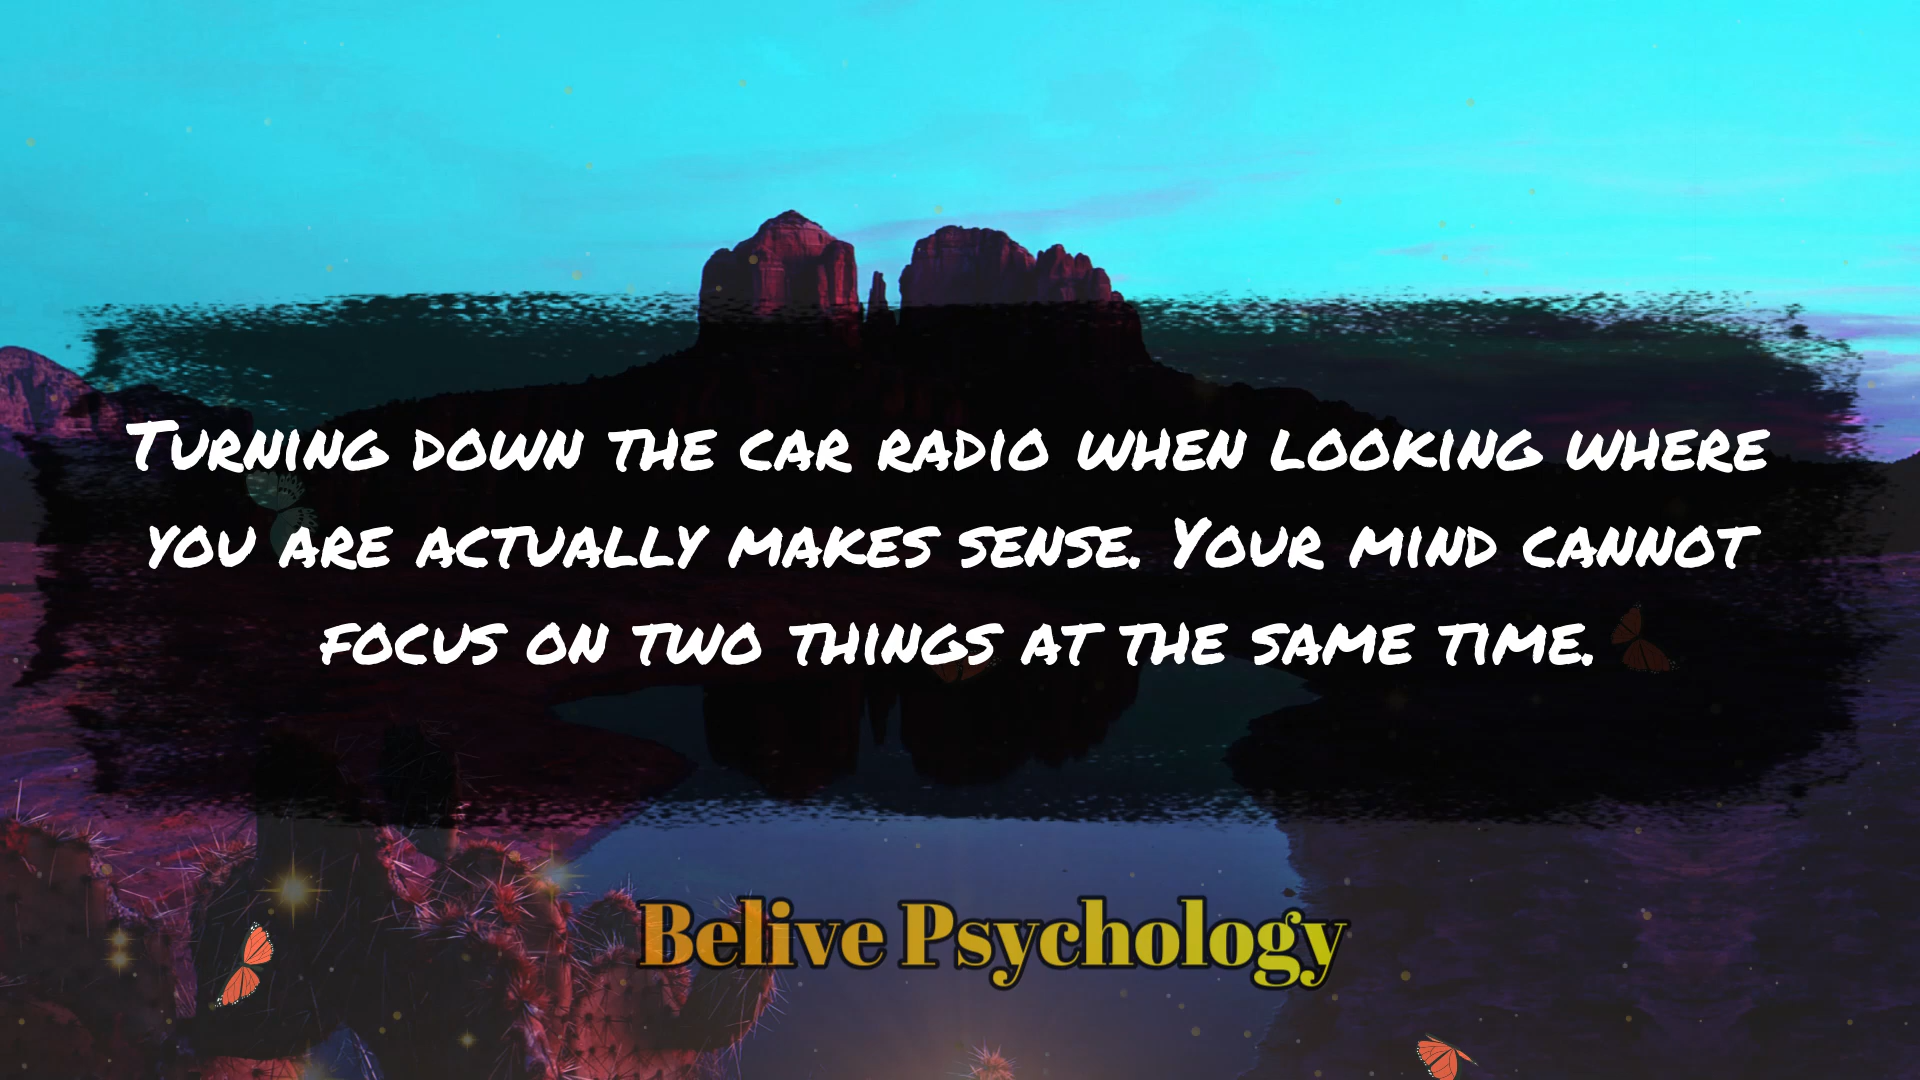 Turning down the car radio when looking where
you are actually makes sense. Your mind cannot
focus on two things at the same time.
Belive Psychology